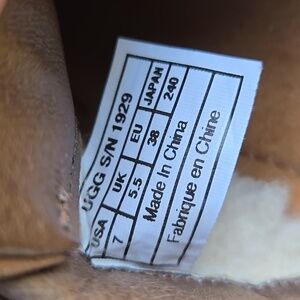 UGG S/N 1929
USA UK EU JAPAN
7 5.5 38 240
Made In China
Fabriqué en Chine